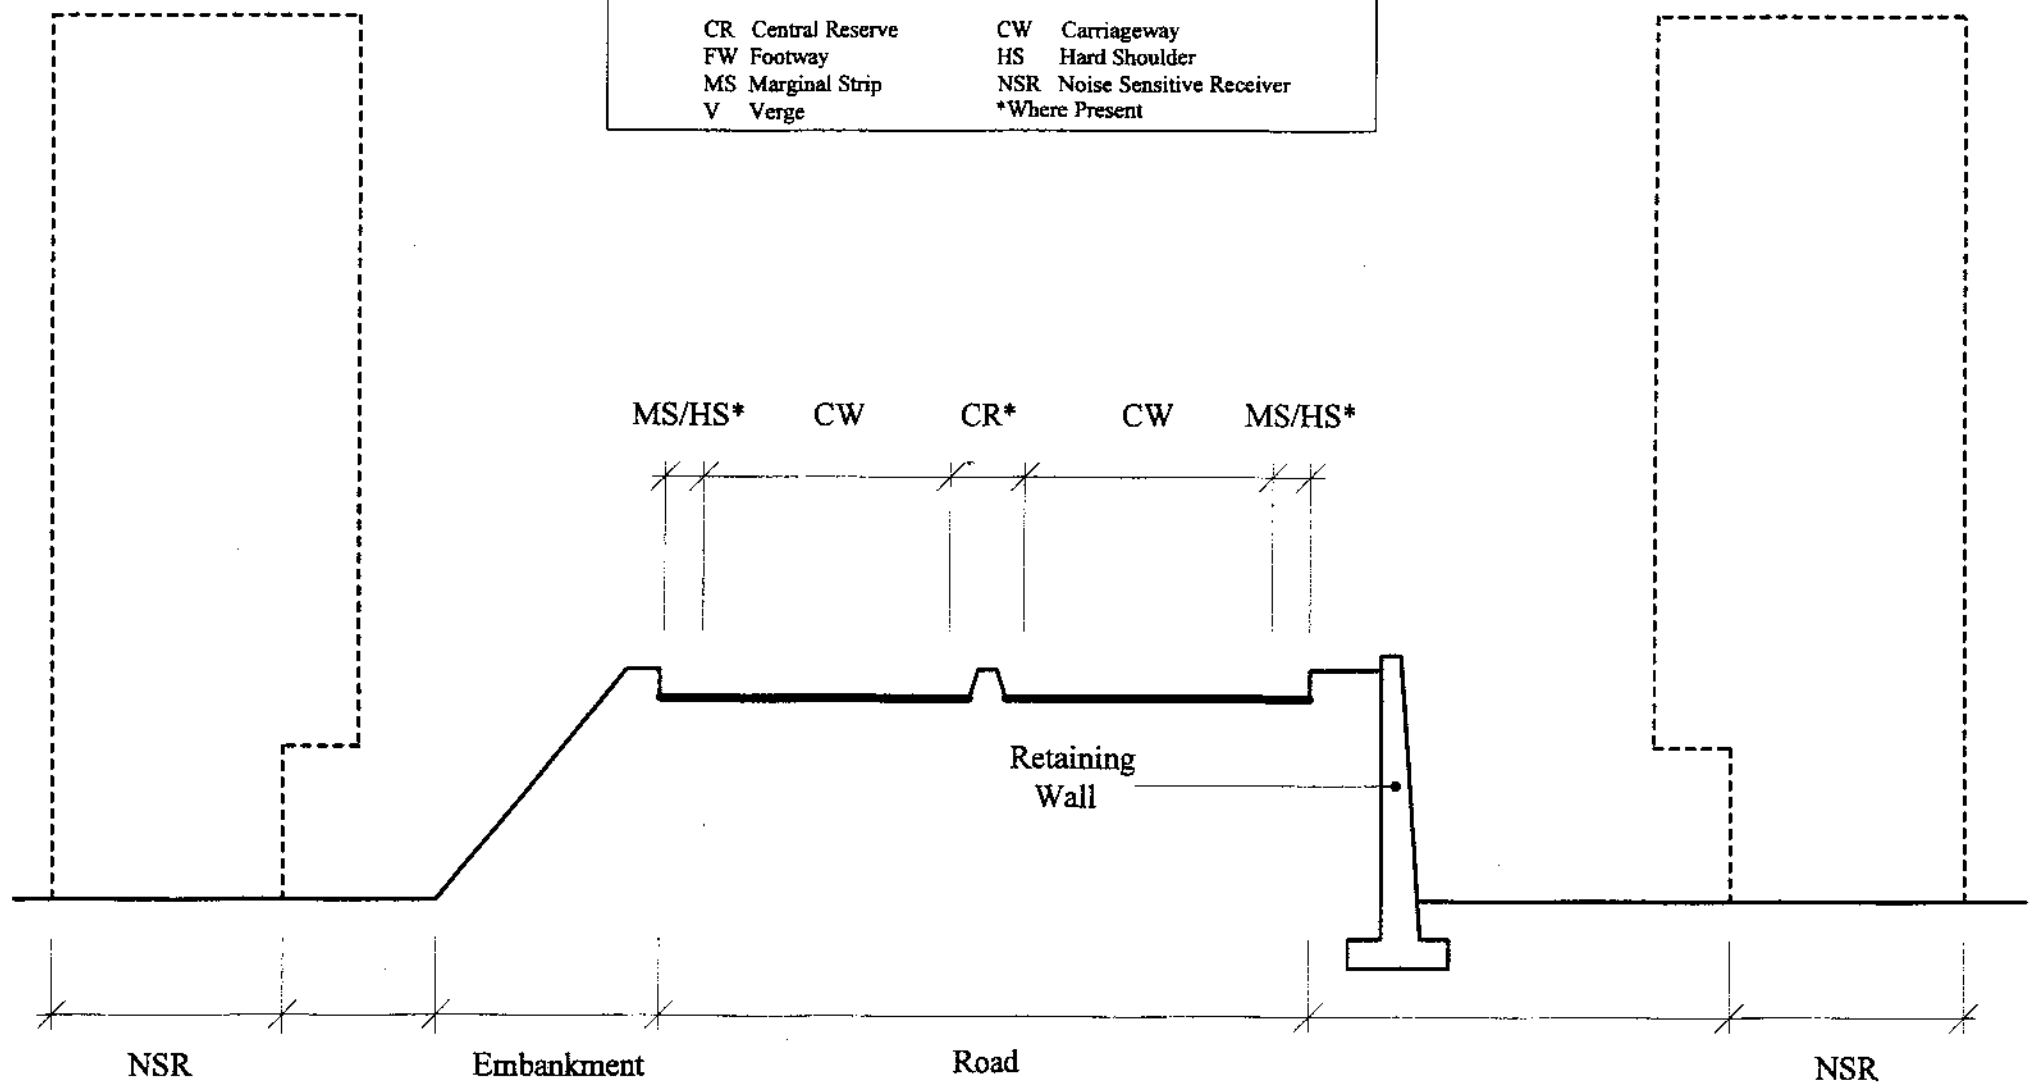 CR Central Reserve CW Carriageway
FW Footway HS Hard Shoulder
MS Marginal Strip NSR Noise Sensitive Receiver
V Verge *Where Present
MS/HS* CW CR* CW MS/HS*
Retaining
Wall
NSR Embankment Road NSR